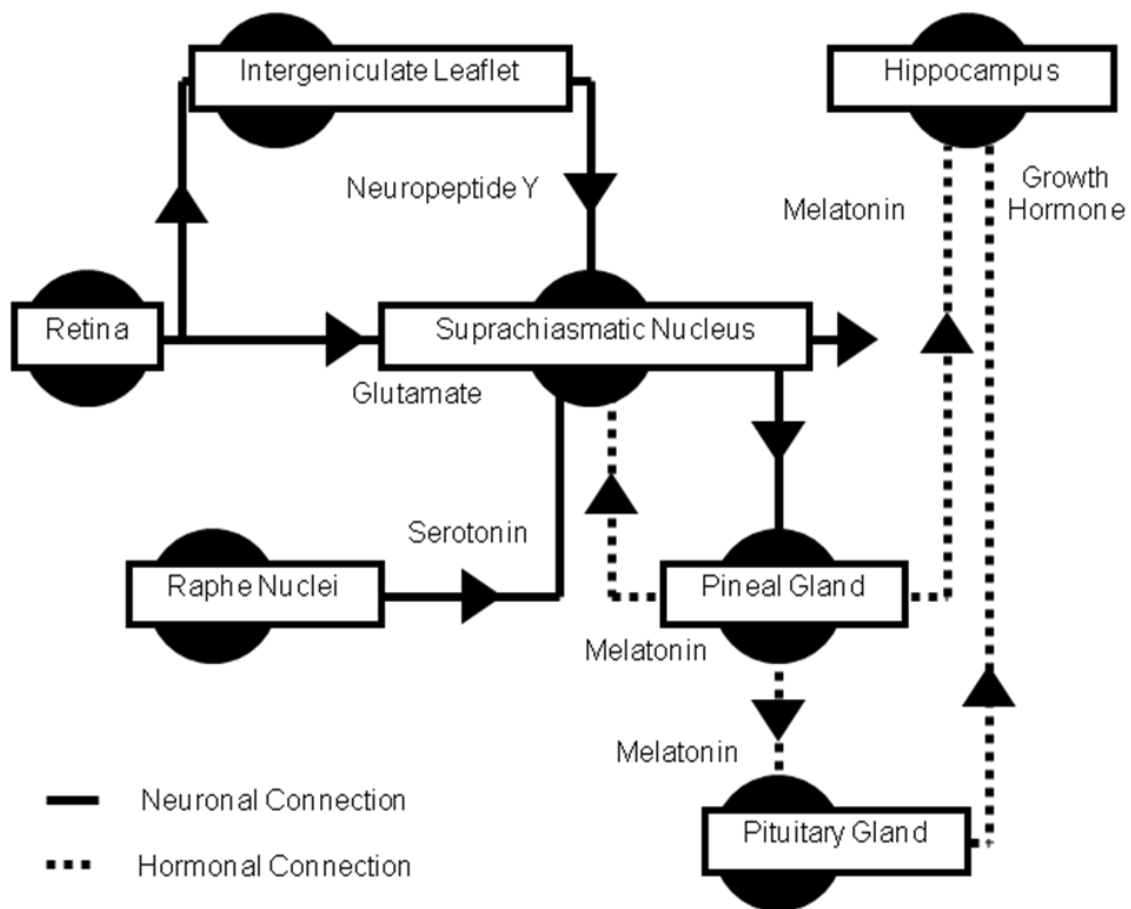 Intergeniculate Leaflet
Hippocampus
Neuropeptide Y
Melatonin
Growth
Hormone
Retina
Suprachiasmatic Nucleus
Glutamate
Serotonin
Raphe Nuclei
Pineal Gland
Melatonin
Melatonin
Neuronal Connection
Pituitary Gland
Hormonal Connection